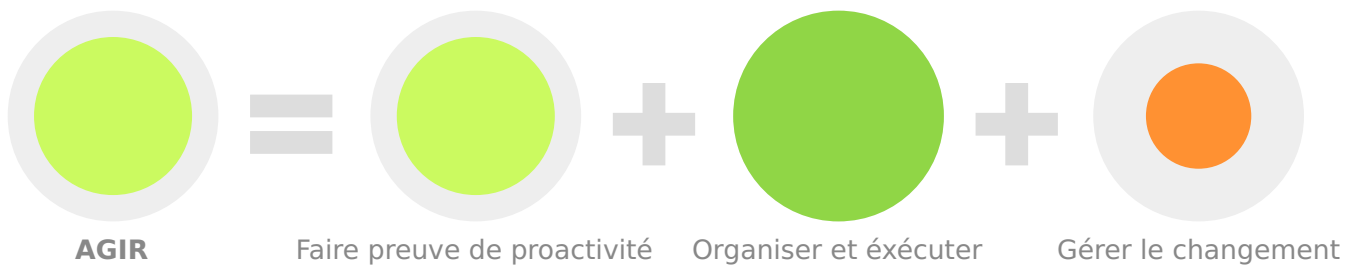 AGIR
Faire preuve de proactivité
Organiser et éxécuter
Gérer le changement